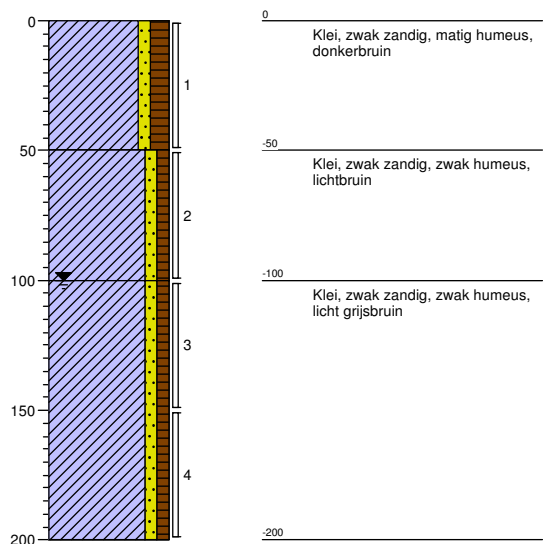 0
50
100
150
200
1
2
3
4
0
Klei, zwak zandig, matig humeus,
donkerbruin
-50
Klei, zwak zandig, zwak humeus,
lichtbruin
-100
Klei, zwak zandig, zwak humeus,
licht grijsbruin
-200